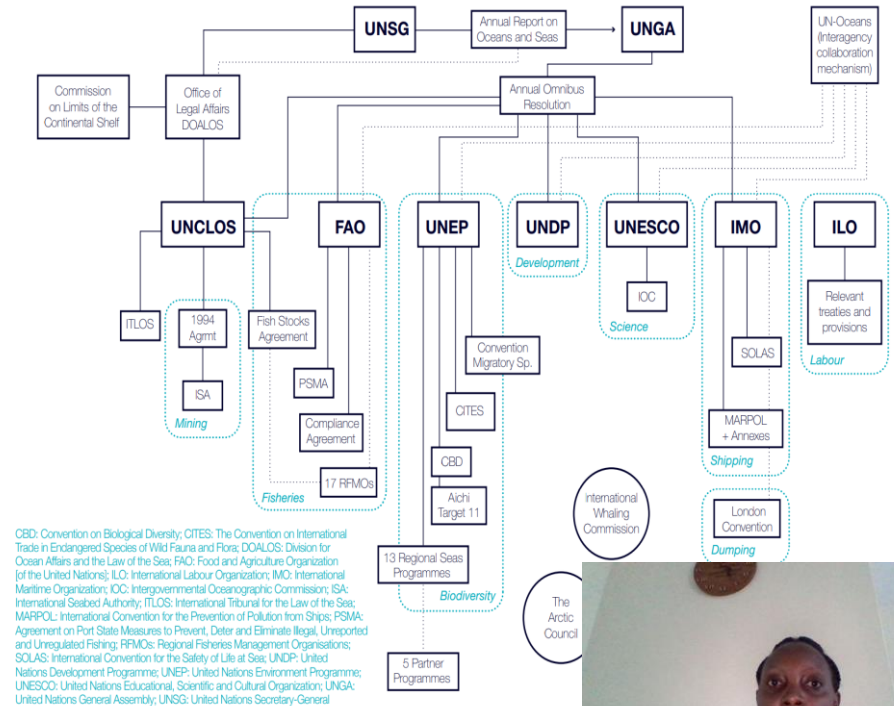 UNSG
Annual Report on
Oceans and Seas
UNGA
UN-Oceans
(Interagency
collaboration
mechanism)
Commission
on Limits of the
Continental Shelf
Office of
Legal Affairs
DOALOS
Annual Omnibus
Resolution
UNCLOS
FAO
UNEP
UNDP
UNESCO
IMO
ILO
Development
ITLOS
1994
Agrmt
ISA
Mining
Fish Stocks
Agreement
PSMA
Compliance
Agreement
17 RFMOs
Fisheries
Convention
Migratory Sp.
CITES
CBD
Aichi
Target 11
13 Regional Seas
Programmes
Biodiversity
5 Partner
Programmes
IOC
Science
SOLAS
MARPOL
+ Annexes
Shipping
London
Convention
Dumping
Relevant
treaties and
provisions
Labour
International
Whaling
Commission
The
Arctic
Council
CBD: Convention on Biological Diversity; CITES: The Convention on International
Trade in Endangered Species of Wild Fauna and Flora; DOALOS: Division for
Ocean Affairs and the Law of the Sea; FAO: Food and Agriculture Organization
[of the United Nations]; ILO: International Labour Organization; IMO: International
Maritime Organization; IOC: Intergovernmental Oceanographic Commission; ISA:
International Seabed Authority; ITLOS: International Tribunal for the Law of the Sea;
MARPOL: International Convention for the Prevention of Pollution from Ships; PSMA:
Agreement on Port State Measures to Prevent, Deter and Eliminate Illegal, Unreported
and Unregulated Fishing; RFMOs: Regional Fisheries Management Organisations;
SOLAS: International Convention for the Safety of Life at Sea; UNDP: United
Nations Development Programme; UNEP: United Nations Environment Programme;
UNESCO: United Nations Educational, Scientific and Cultural Organization; UNGA:
United Nations General Assembly; UNSG: United Nations Secretary-General